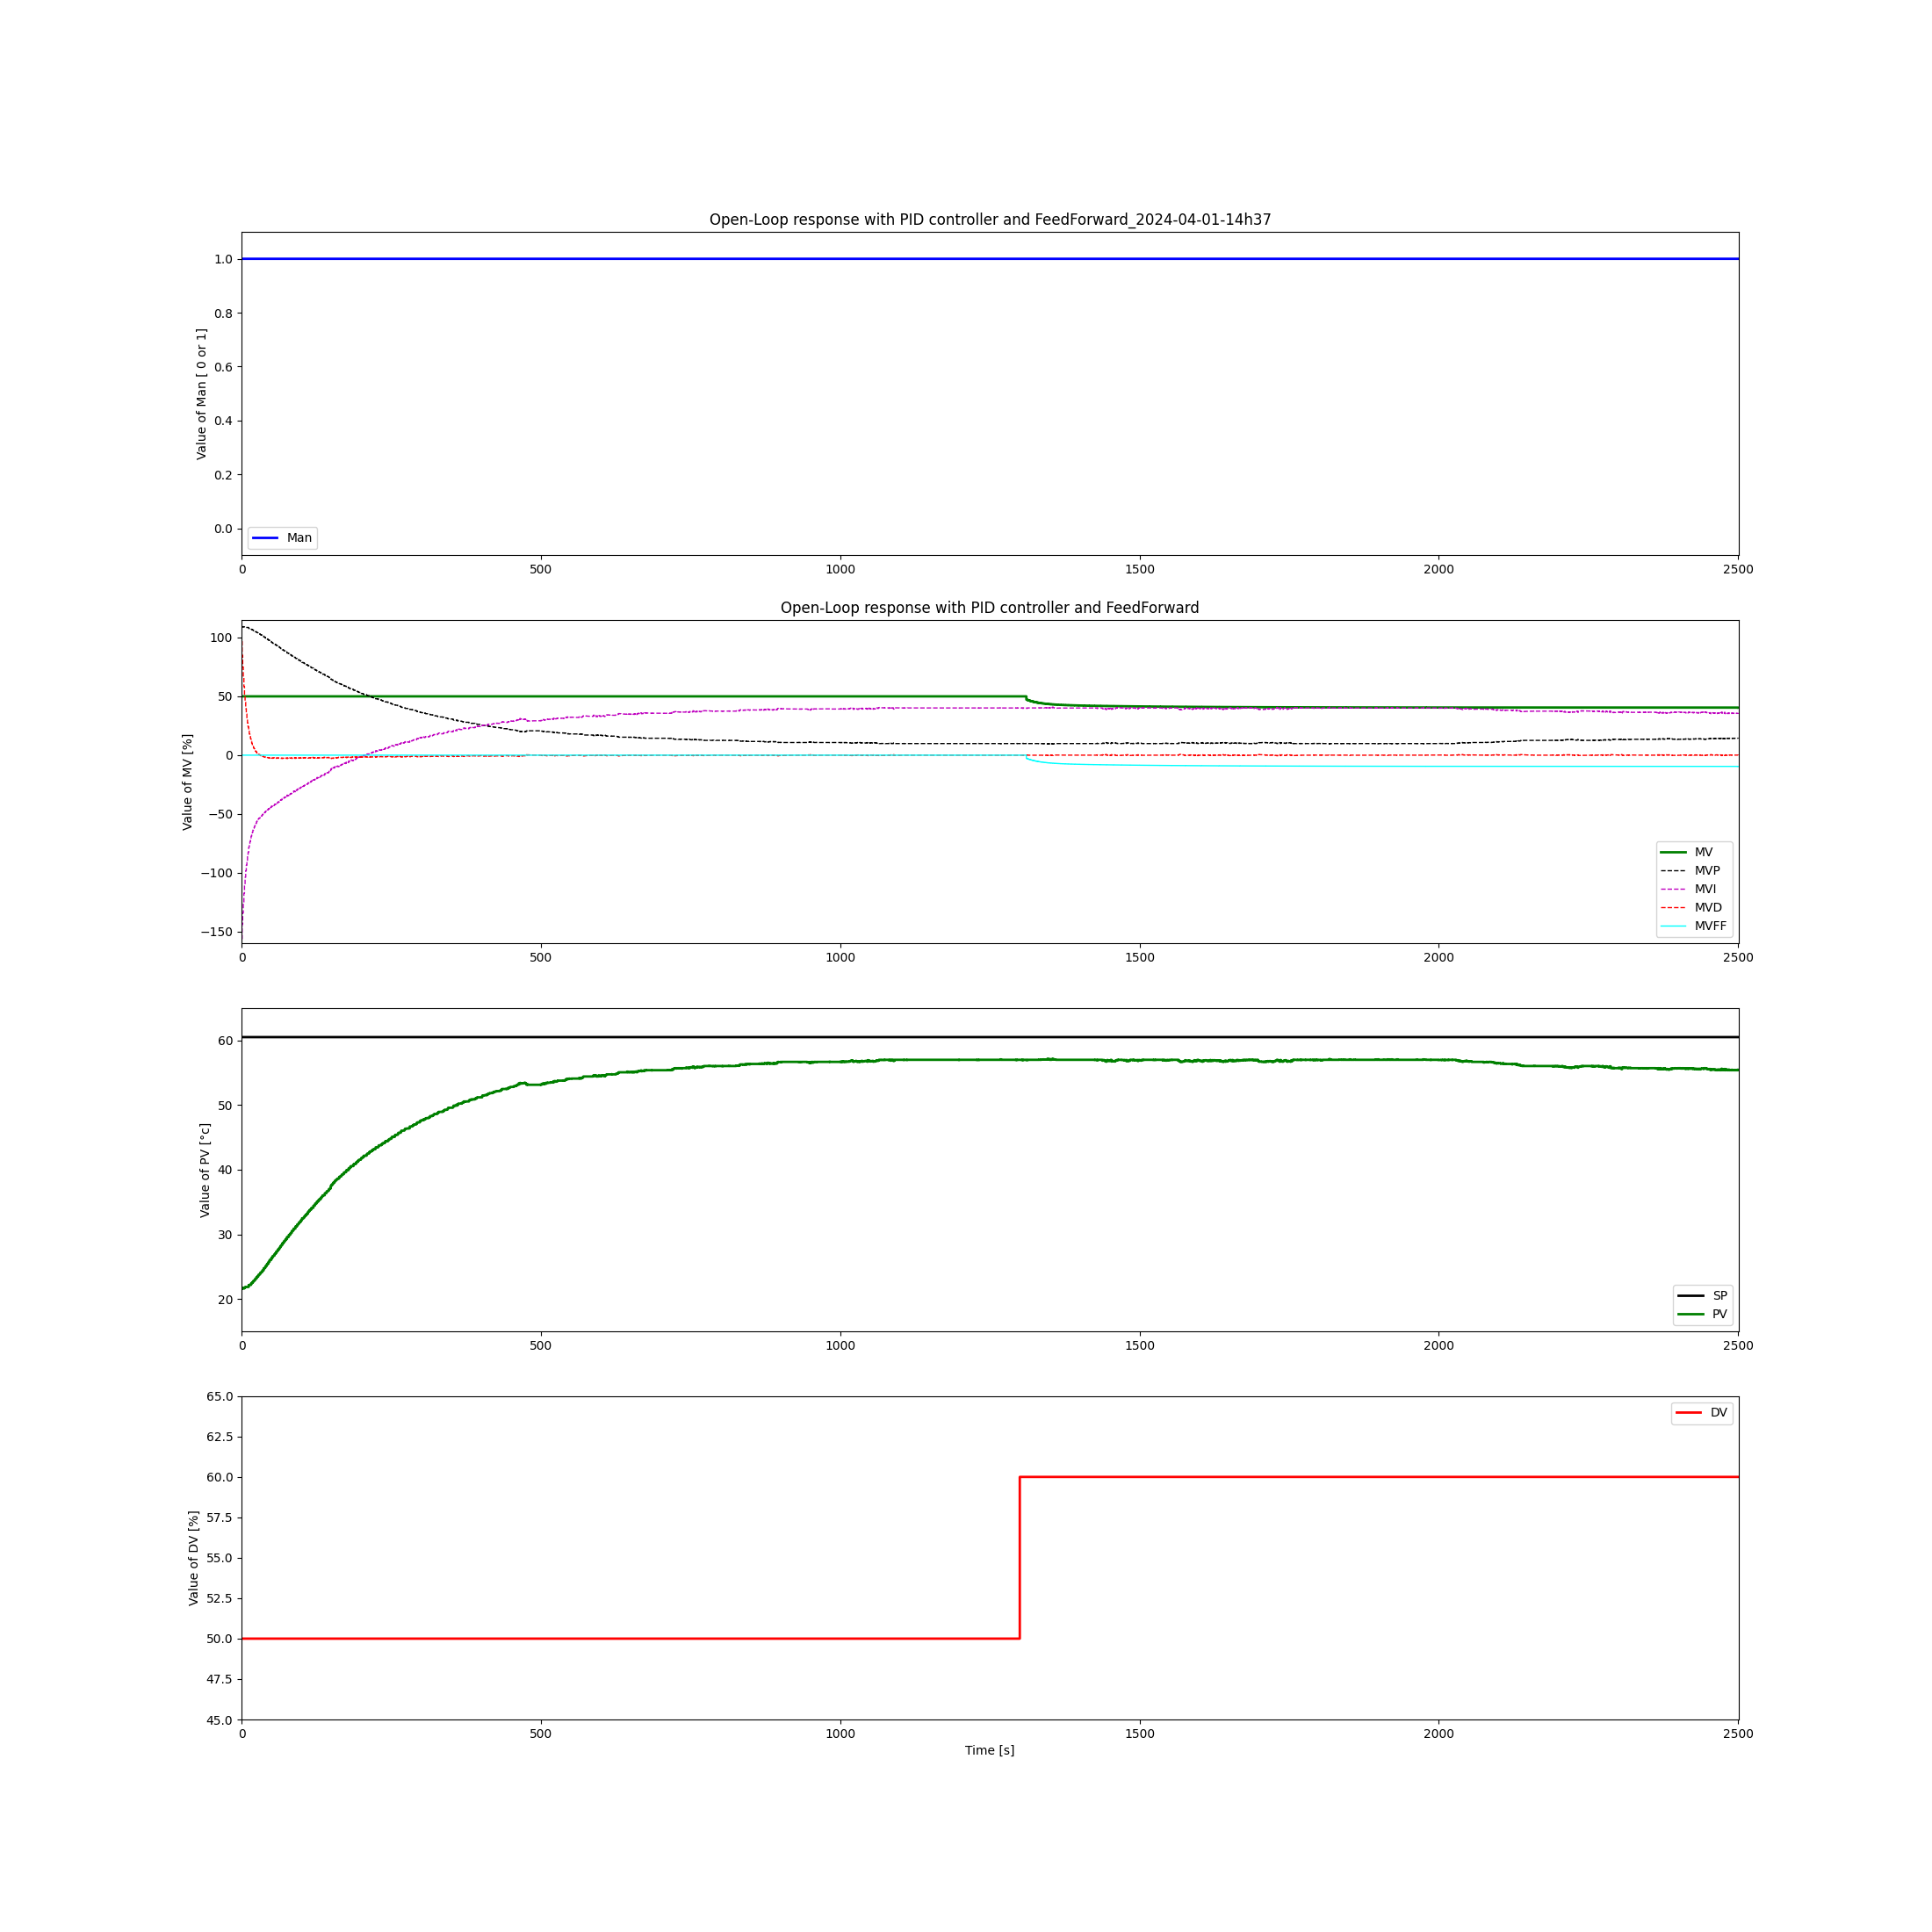 Open-Loop response with PID controller and FeedForward_2024-04-01-14h37
Value of Man [ 0 or 1]
1.0
0.8
0.6
0.4
0.2
0.0
Man
0 500 1000 1500 2000 2500
Open-Loop response with PID controller and FeedForward
Value of MV [%]
100
50
0
−50
−100
−150
MV
MVP
MVI
MVD
MVFF
0 500 1000 1500 2000 2500
Value of PV [°c]
60
50
40
30
20
SP
PV
0 500 1000 1500 2000 2500
Value of DV [%]
65.0
62.5
60.0
57.5
55.0
52.5
50.0
47.5
45.0
DV
0 500 1000 1500 2000 2500
Time [s]